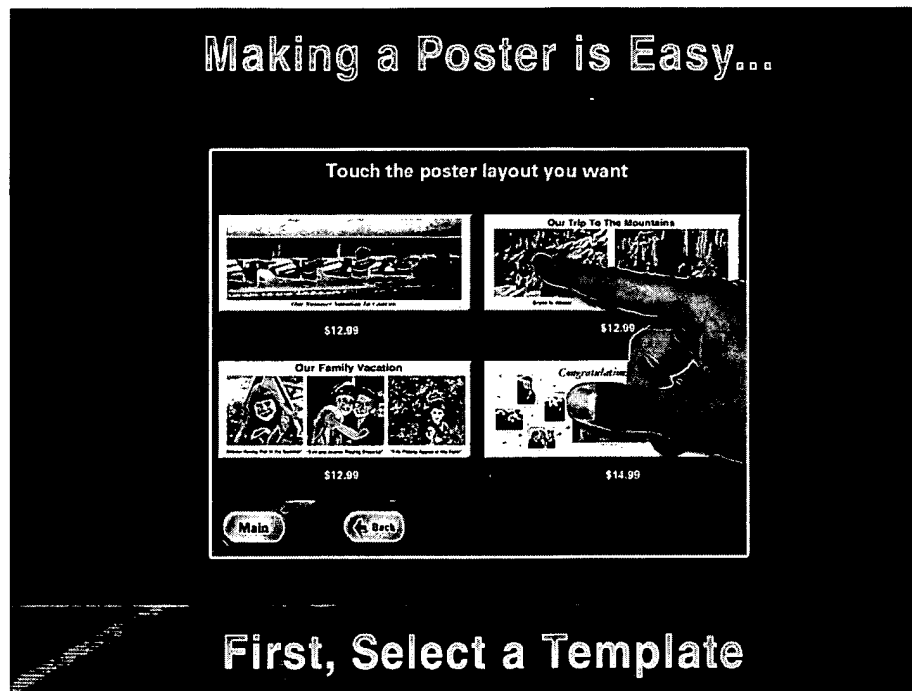 Making a Poster is Easy...
Touch the poster layout you want
Our Trip To The Mountains
$12.99
$12.99
Our Family Vacation
Congratulation
$12.99
$14.99
Main
Back
First, Select a Template